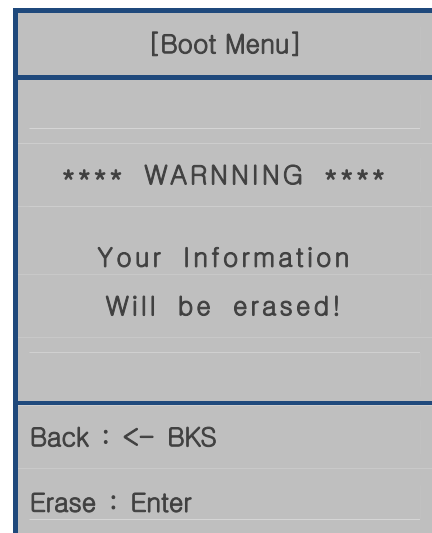 [Boot Menu]
**** WARNNING ****
Your Information
Will be erased!
Back : <- BKS
Erase : Enter